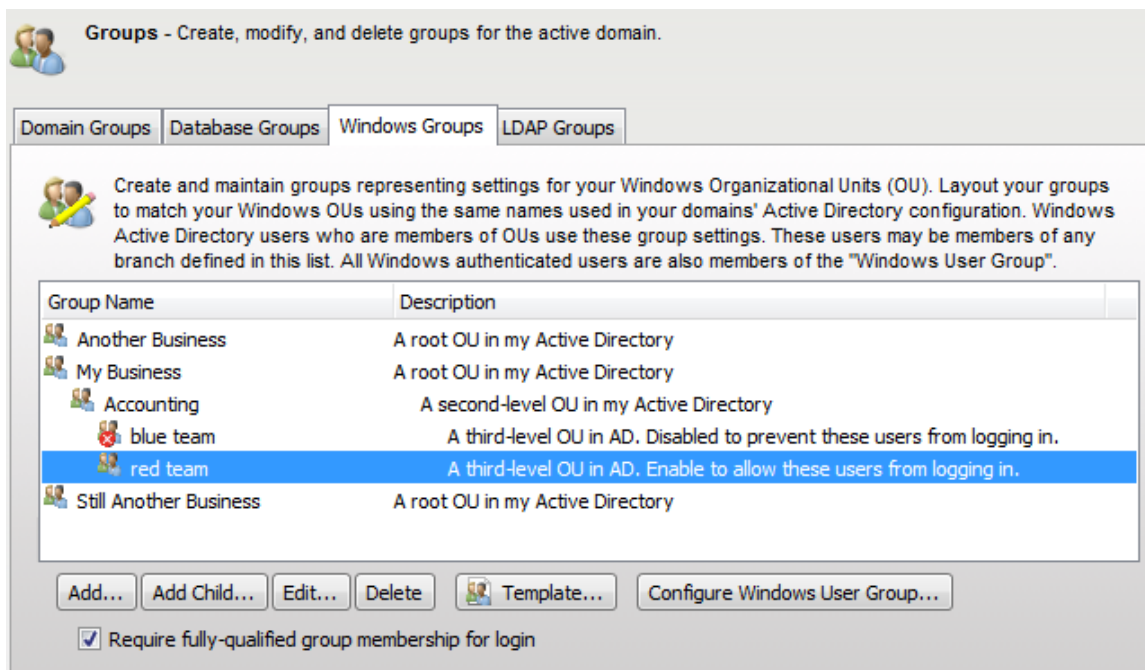 Groups - Create, modify, and delete groups for the active domain.
Domain Groups Database Groups Windows Groups LDAP Groups
Create and maintain groups representing settings for your Windows Organizational Units (OU). Layout your groups
to match your Windows OUs using the same names used in your domains' Active Directory configuration. Windows
Active Directory users who are members of OUs use these group settings. These users may be members of any
branch defined in this list. All Windows authenticated users are also members of the "Windows User Group".
Group Name Description
Another Business A root OU in my Active Directory
My Business A root OU in my Active Directory
Accounting A second-level OU in my Active Directory
blue team A third-level OU in AD. Disabled to prevent these users from logging in.
red team A third-level OU in AD. Enable to allow these users from logging in.
Still Another Business A root OU in my Active Directory
Add... Add Child... Edit... Delete Template... Configure Windows User Group...
Require fully-qualified group membership for login